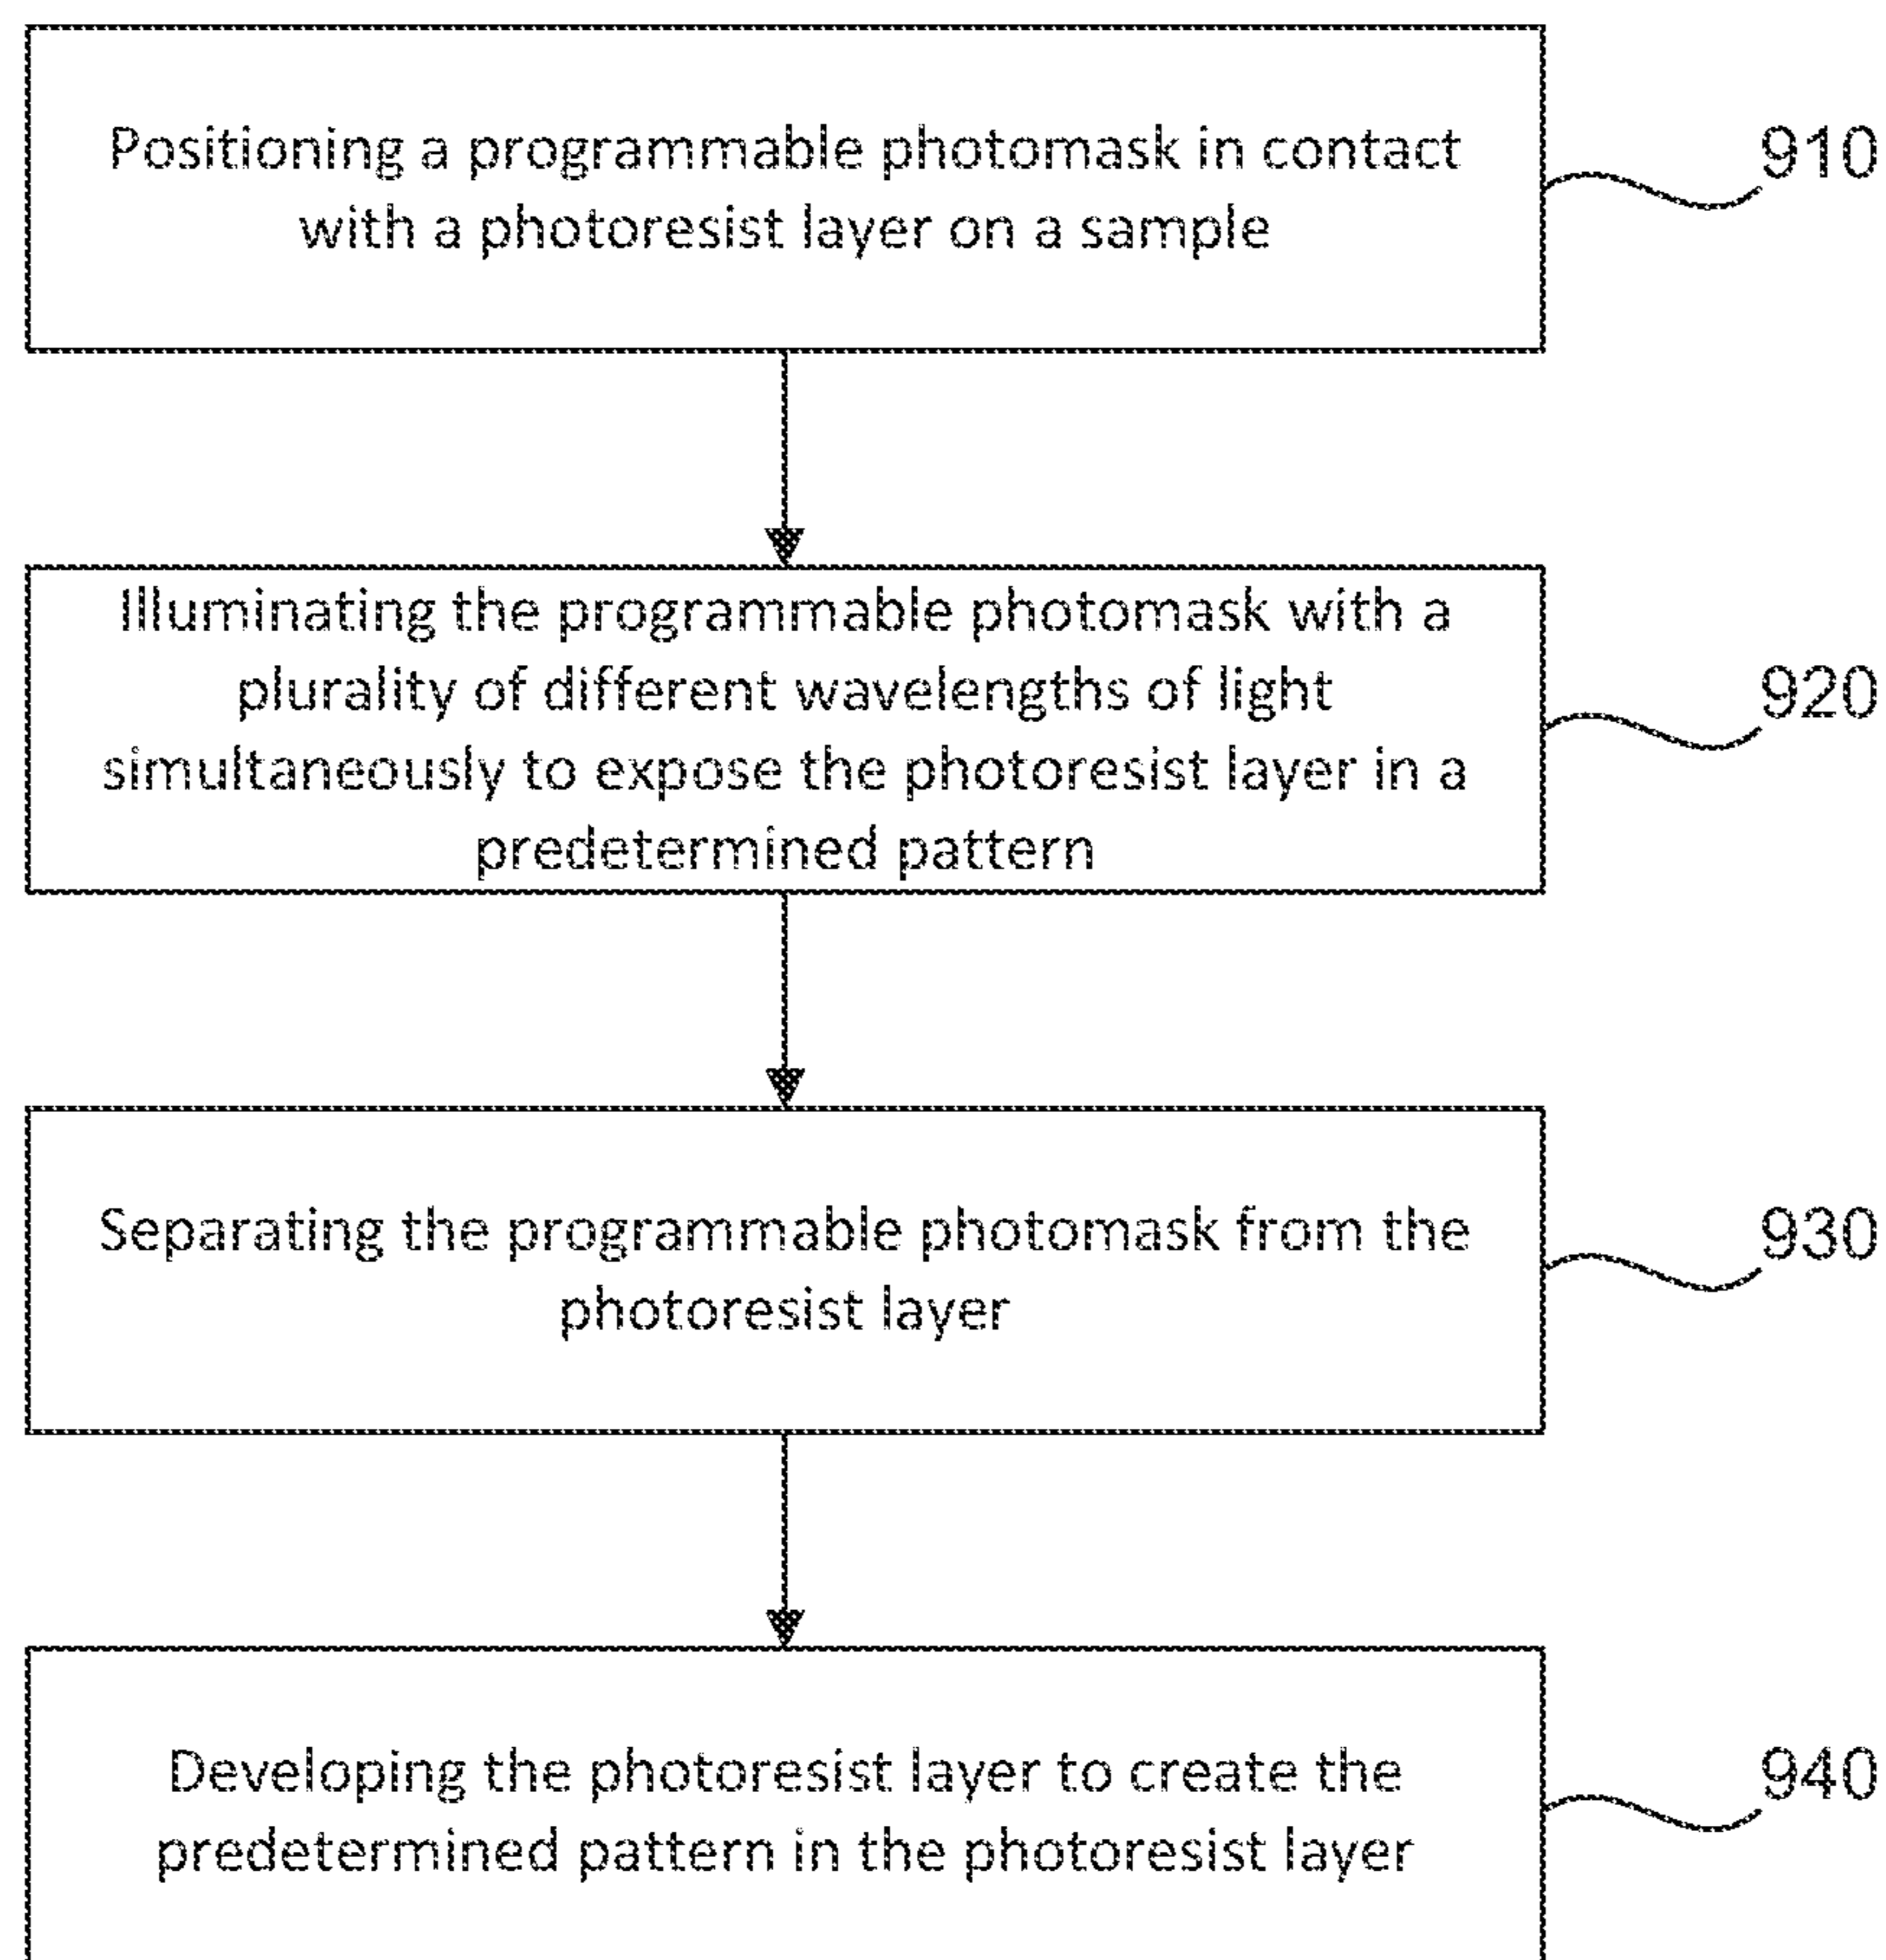 Positioning a programmable photomask in contact
with a photoresist layer on a sample
910
Illuminating the programmable photomask with a
plurality of different wavelengths of light
simultaneously to expose the photoresist layer in a
predetermined pattern
920
Separating the programmable photomask from the
photoresist layer
930
Developing the photoresist layer to create the
predetermined pattern in the photoresist layer
940